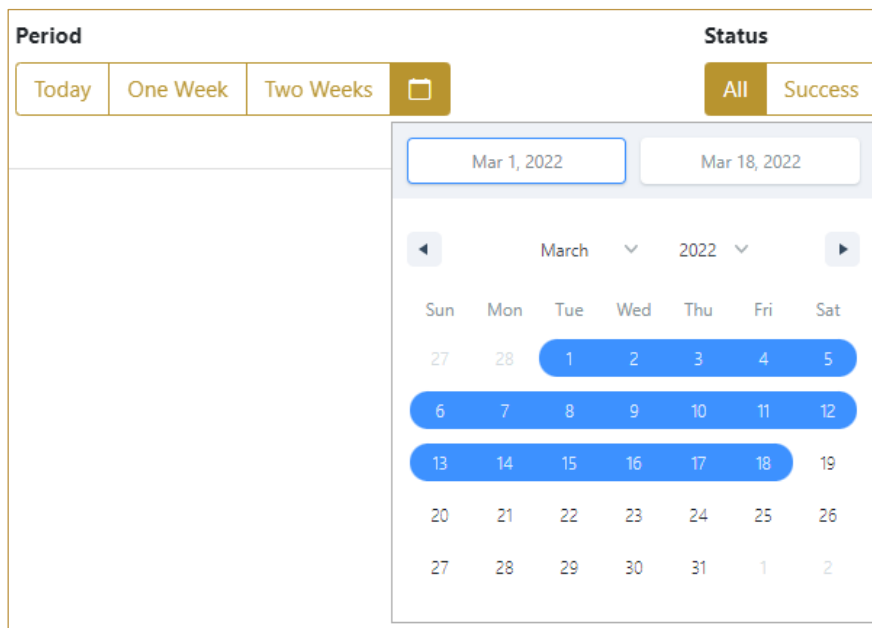 Period
Status
Today One Week Two Weeks
All Success
Mar 1, 2022 Mar 18, 2022
March 2022
Sun Mon Tue Wed Thu Fri Sat
27 28 1 2 3 4 5
6 7 8 9 10 11 12
13 14 15 16 17 18 19
20 21 22 23 24 25 26
27 28 29 30 31 1 2